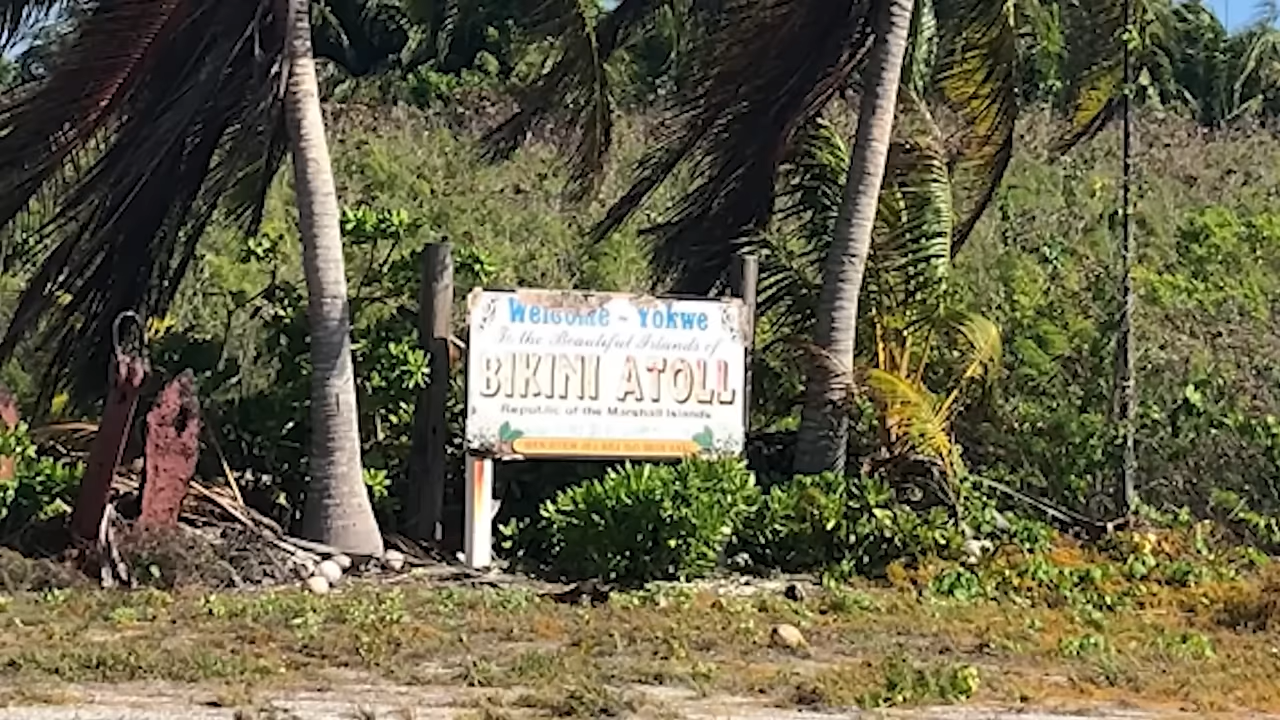 Welcome - Yokwe
To the Beautiful Islands of
BIKINI ATOLL
Republic of the Marshall Islands